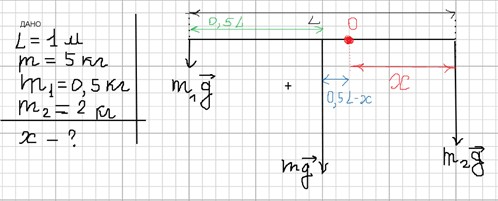 ДАНО
L = 1 м
m = 5 кг
m₁ = 0,5 кг
m₂ = 2 кг
x – ?
L
0,5L
O
x
0,5L-x
m₁g⃗
+
mg⃗
m₂g⃗